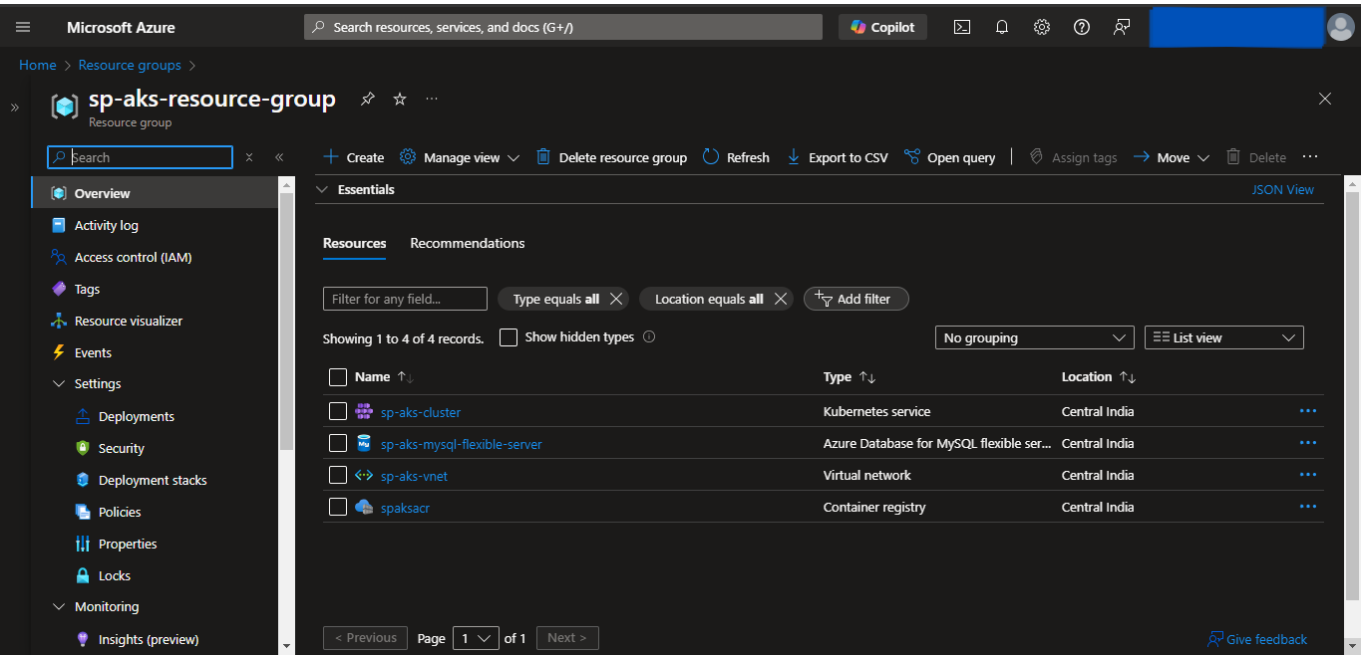 Microsoft Azure
Search resources, services, and docs (G+/)
Copilot
Home > Resource groups >
sp-aks-resource-group
Resource group
Search
Create
Manage view
Delete resource group
Refresh
Export to CSV
Open query
Assign tags
Move
Delete
Essentials
JSON View
Overview
Activity log
Access control (IAM)
Tags
Resource visualizer
Events
Settings
Deployments
Security
Deployment stacks
Policies
Properties
Locks
Monitoring
Insights (preview)
Resources Recommendations
Filter for any field...
Type equals all
Location equals all
Add filter
Showing 1 to 4 of 4 records.
Show hidden types
No grouping
List view
Name Type Location
sp-aks-cluster Kubernetes service Central India
sp-aks-mysql-flexible-server Azure Database for MySQL flexible ser... Central India
sp-aks-vnet Virtual network Central India
spaksacr Container registry Central India
< Previous Page 1 of 1 Next >
Give feedback